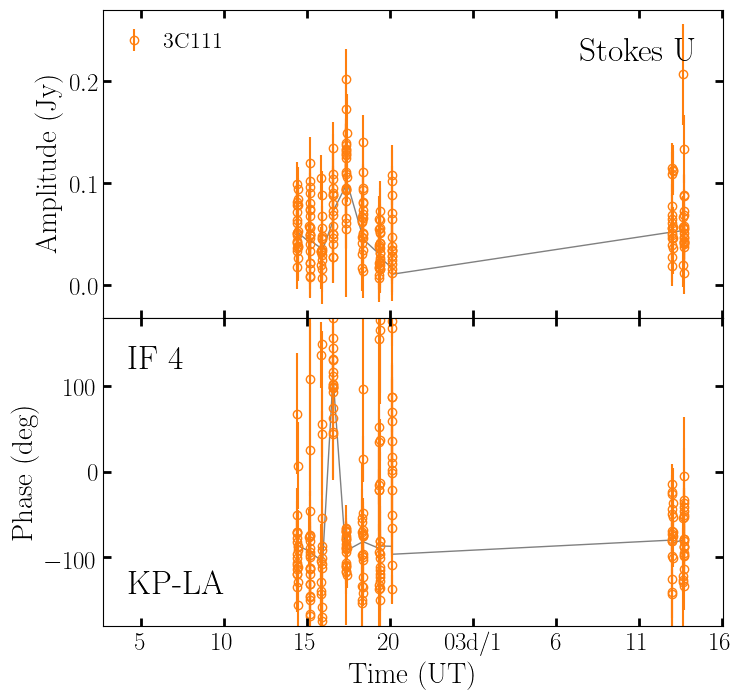 3C111
Stokes U
Amplitude (Jy)
0.2
0.1
0.0
IF 4
KP-LA
Phase (deg)
100
0
−100
5 10 15 20 03d/1 6 11 16
Time (UT)